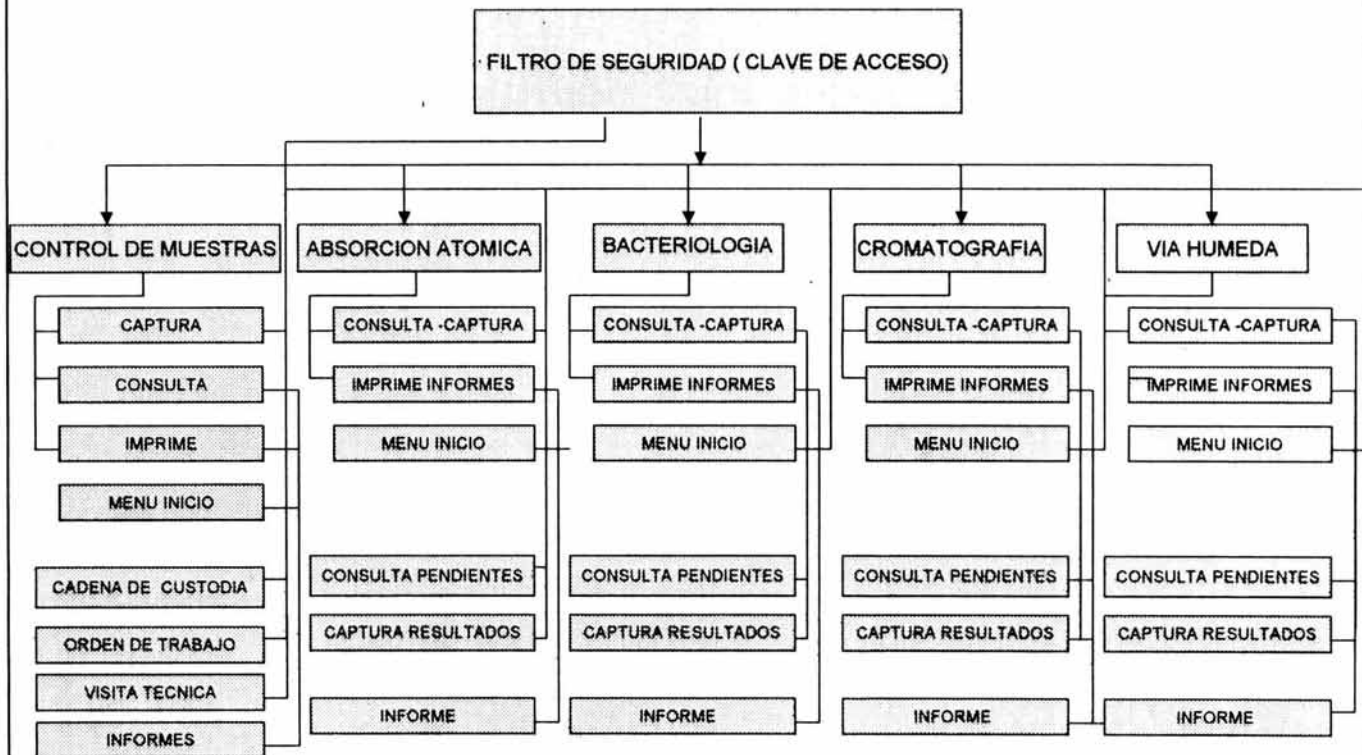 FILTRO DE SEGURIDAD ( CLAVE DE ACCESO)
CONTROL DE MUESTRAS
CAPTURA
CONSULTA
IMPRIME
MENU INICIO
CADENA DE CUSTODIA
ORDEN DE TRABAJO
VISITA TECNICA
INFORMES
ABSORCION ATOMICA
CONSULTA -CAPTURA
IMPRIME INFORMES
MENU INICIO
CONSULTA PENDIENTES
CAPTURA RESULTADOS
INFORME
BACTERIOLOGIA
CONSULTA -CAPTURA
IMPRIME INFORMES
MENU INICIO
CONSULTA PENDIENTES
CAPTURA RESULTADOS
INFORME
CROMATOGRAFIA
CONSULTA -CAPTURA
IMPRIME INFORMES
MENU INICIO
CONSULTA PENDIENTES
CAPTURA RESULTADOS
INFORME
VIA HUMEDA
CONSULTA -CAPTURA
IMPRIME INFORMES
MENU INICIO
CONSULTA PENDIENTES
CAPTURA RESULTADOS
INFORME